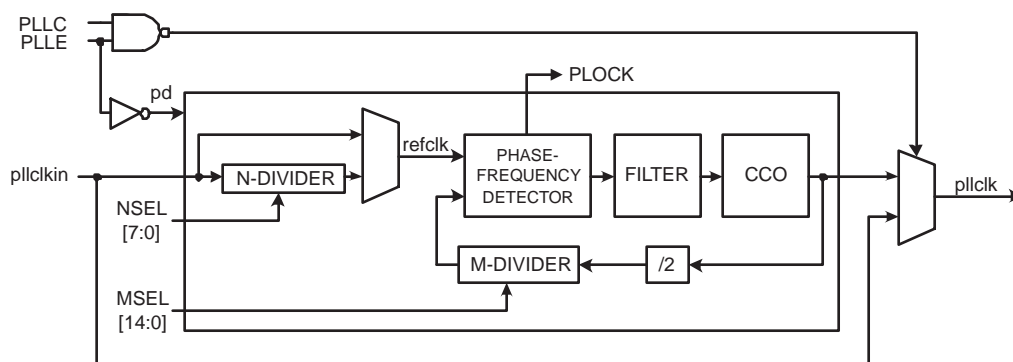 PLLC
PLLE
pd
PLOCK
pllclkin
N-DIVIDER
refclk
PHASE-
FREQUENCY
DETECTOR
FILTER
CCO
pllclk
NSEL
[7:0]
M-DIVIDER
/2
MSEL
[14:0]